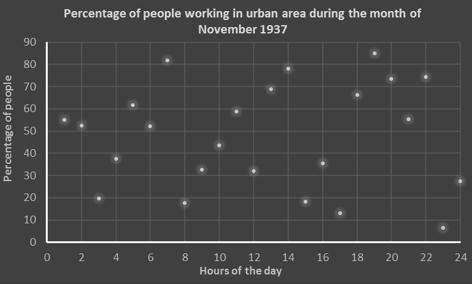 Percentage of people working in urban area during the month of
November 1937
Percentage of people
90
80
70
60
50
40
30
20
10
0
0 2 4 6 8 10 12 14 16 18 20 22 24
Hours of the day